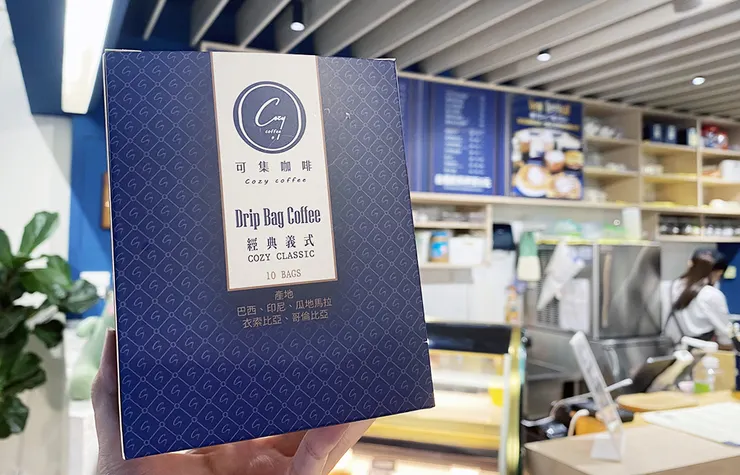 Cozy
coffee
可集咖啡
Cozy coffee
Drip Bag Coffee
經典義式
COZY CLASSIC
10 BAGS
產地
巴西、印尼、瓜地馬拉
衣索比亞、哥倫比亞